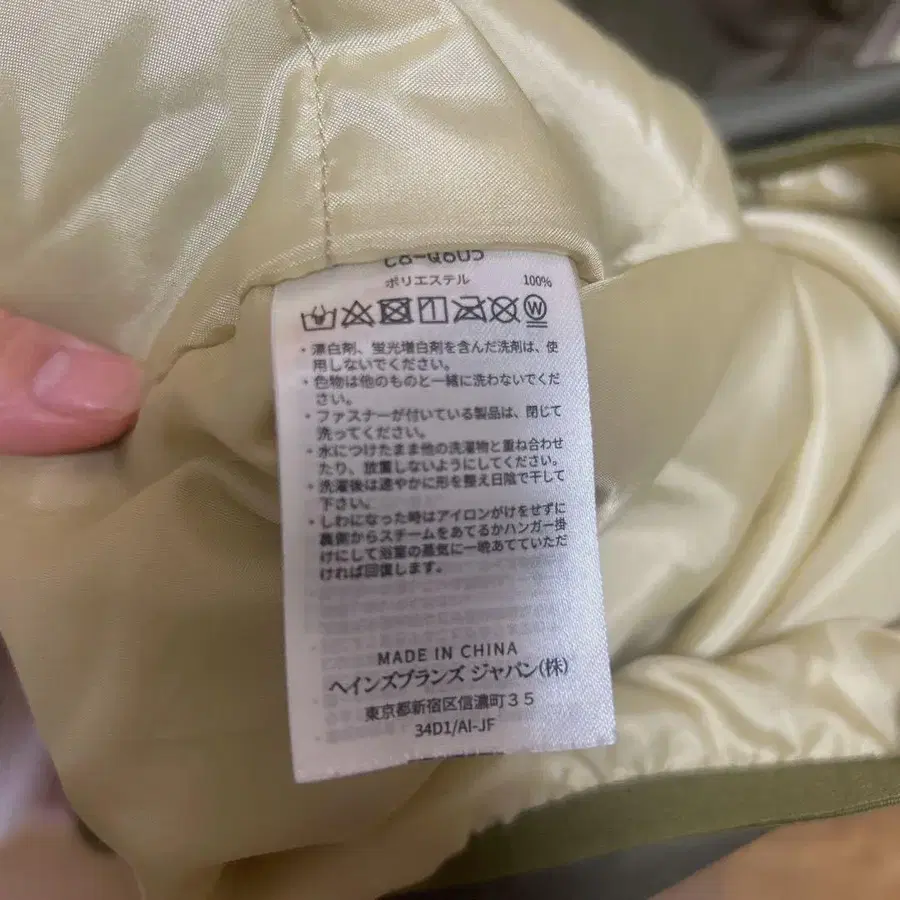 C8-Q605
ポリエステル 100%
・漂白剤、蛍光増白剤を含んだ洗剤は、使
用しないでください。
・色物は他のものと一緒に洗わないでくだ
さい。
・ファスナーが付いている製品は、閉じて
洗ってください。
・水につけたまま他の洗濯物と重ね合わせ
たり、放置しないようにしてください。
・洗濯後は速やかに形を整え日陰で干して
下さい。
・しわになった時はアイロンがけをせずに
裏側からスチームをあてるかハンガー掛
けにして浴室の蒸気に一晩あてていただ
ければ回復します。
MADE IN CHINA
ヘインズブランズ ジャパン(株)
東京都新宿区信濃町35
34D1/AI-JF